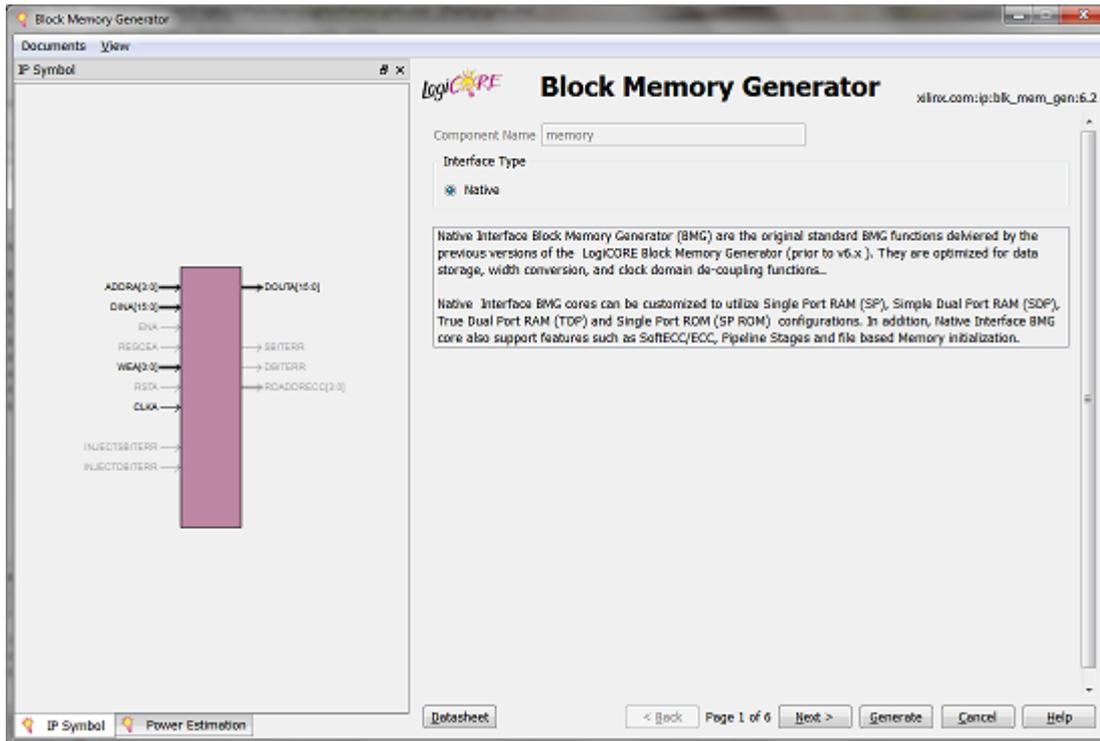 Block Memory Generator
Documents View
IP Symbol
LogiCORE
Block Memory Generator
xilinx.com:ip:blk_mem_gen:6.2
Component Name memory
Interface Type
Native
Native Interface Block Memory Generator (BMG) are the original standard BMG functions delviered by the
previous versions of the LogiCORE Block Memory Generator (prior to v6.x ). They are optimized for data
storage, width conversion, and clock domain de-coupling functions...
Native Interface BMG cores can be customized to utilize Single Port RAM (SP), Simple Dual Port RAM (SDP),
True Dual Port RAM (TDP) and Single Port ROM (SP ROM) configurations. In addition, Native Interface BMG
core also support features such as SoftECC/ECC, Pipeline Stages and file based Memory initialization.
ADDRA[3:0] DOUTA[15:0]
DINA[15:0]
ENA
REGCEA SBITERR
WEA[0:0] DBITERR
RSTA RDADDRECC[3:0]
CLKA
INJECTSBITERR
INJECTDBITERR
IP Symbol Power Estimation
Datasheet < Back Page 1 of 6 Next > Generate Cancel Help